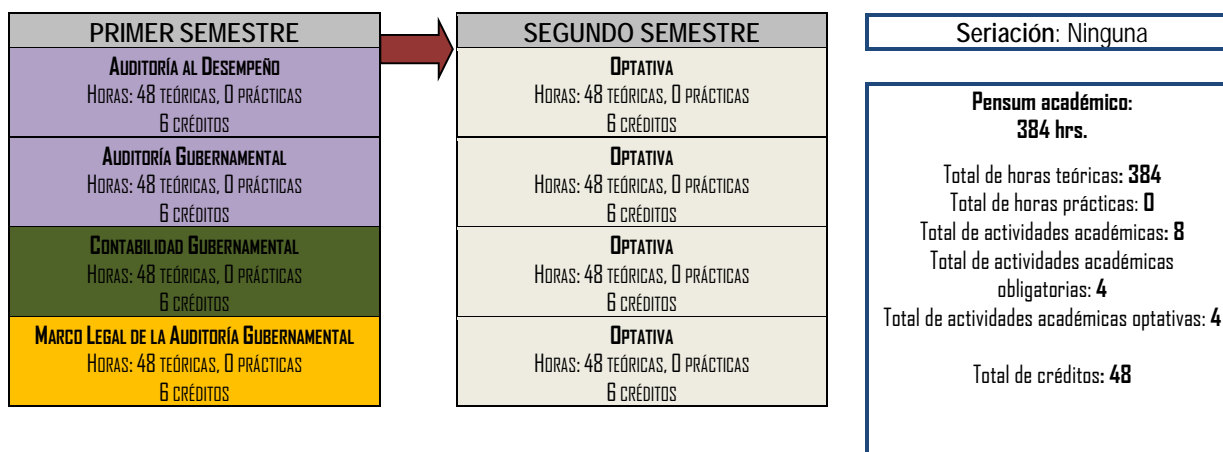 PRIMER SEMESTRE
AUDITORÍA AL DESEMPEÑO
HORAS: 48 TEÓRICAS, 0 PRÁCTICAS
6 CRÉDITOS
AUDITORÍA GUBERNAMENTAL
HORAS: 48 TEÓRICAS, 0 PRÁCTICAS
6 CRÉDITOS
CONTABILIDAD GUBERNAMENTAL
HORAS: 48 TEÓRICAS, 0 PRÁCTICAS
6 CRÉDITOS
MARCO LEGAL DE LA AUDITORÍA GUBERNAMENTAL
HORAS: 48 TEÓRICAS, 0 PRÁCTICAS
6 CRÉDITOS
SEGUNDO SEMESTRE
OPTATIVA
HORAS: 48 TEÓRICAS, 0 PRÁCTICAS
6 CRÉDITOS
OPTATIVA
HORAS: 48 TEÓRICAS, 0 PRÁCTICAS
6 CRÉDITOS
OPTATIVA
HORAS: 48 TEÓRICAS, 0 PRÁCTICAS
6 CRÉDITOS
OPTATIVA
HORAS: 48 TEÓRICAS, 0 PRÁCTICAS
6 CRÉDITOS
Seriación: Ninguna
Pensum académico:
384 hrs.
Total de horas teóricas: 384
Total de horas prácticas: 0
Total de actividades académicas: 8
Total de actividades académicas
obligatorias: 4
Total de actividades académicas optativas: 4
Total de créditos: 48